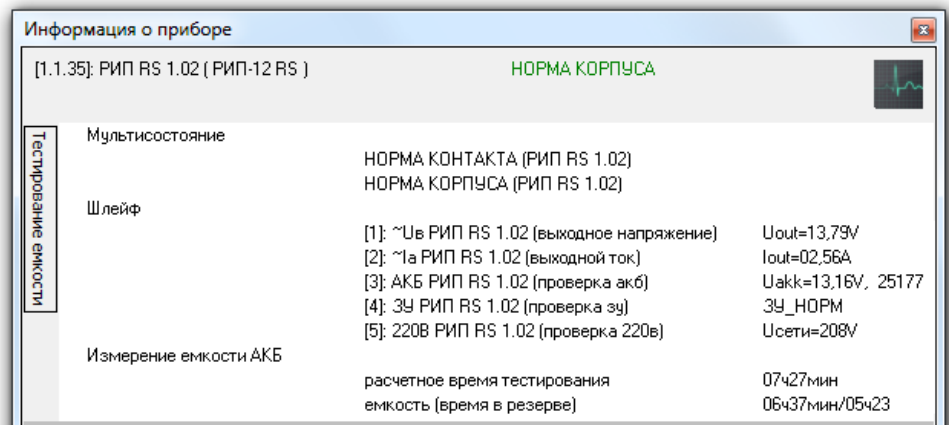 Информация о приборе
[1.1.35]: РИП RS 1.02 ( РИП-12 RS ) НОРМА КОРПУСА
Тестирование емкости
Мультисостояние
НОРМА КОНТАКТА (РИП RS 1.02)
НОРМА КОРПУСА (РИП RS 1.02)
Шлейф
[1]: ~Uв РИП RS 1.02 (выходное напряжение) Uout=13,79V
[2]: ~Iа РИП RS 1.02 (выходной ток) Iout=02,56A
[3]: АКБ РИП RS 1.02 (проверка акб) Uakk=13,16V, 25177
[4]: ЗУ РИП RS 1.02 (проверка зу) ЗУ_НОРМ
[5]: 220В РИП RS 1.02 (проверка 220в) Uсети=208V
Измерение емкости АКБ
расчетное время тестирования 07ч27мин
емкость (время в резерве) 06ч37мин/05ч23